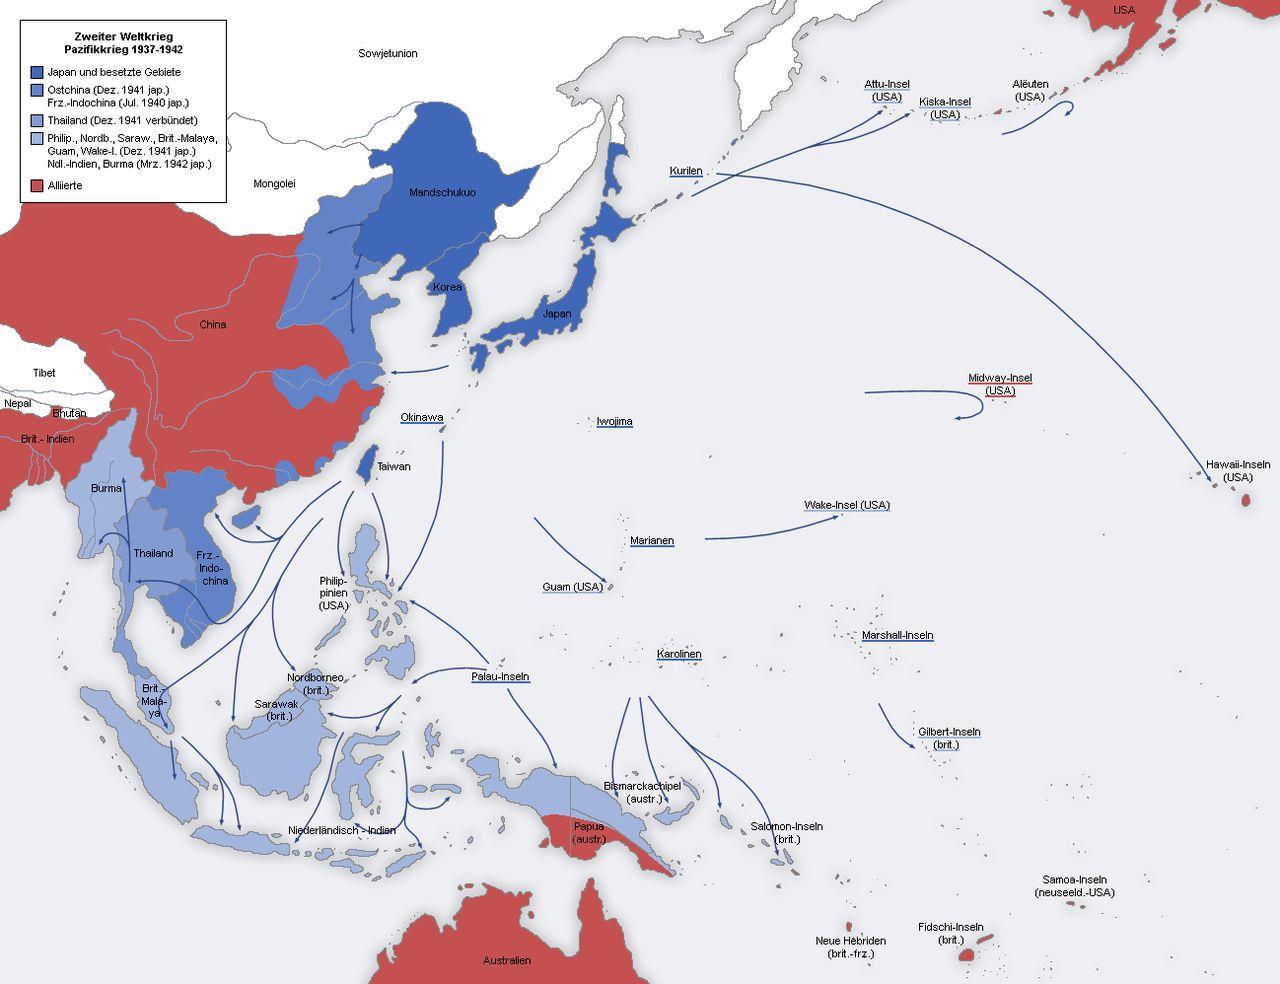 Zweiter Weltkrieg
Pazifikkrieg 1937-1942
Japan und besetzte Gebiete
Ostchina (Dez. 1941 jap.)
Frz.-Indochina (Jul. 1940 jap.)
Thailand (Dez. 1941 verbündet)
Philip., Nordb., Saraw., Brit-Malaya,
Guam, Wake-I. (Dez. 1941 jap.)
Ndl.-Indien, Burma (Mrz. 1942 jap.)
Alliierte
USA
Sowjetunion
Attu-Insel
(USA)
Kiska-Insel
(USA)
Alëuten
(USA)
Kurilen
Mongolei
Mandschukuo
Korea
Japan
China
Tibet
Nepal
Bhutan
Brit.- Indien
Midway-Insel
(USA)
Okinawa
Iwojima
Taiwan
Hawaii-Inseln
(USA)
Burma
Wake-Insel (USA)
Marianen
Thailand
Frz.-
Indo-
china
Philip-
pinien
(USA)
Guam (USA)
Marshall-Inseln
Karolinen
Palau-Inseln
Nordborneo
(brit.)
Brit.-
Mala-
ya
Sarawak
(brit.)
Gilbert-Inseln
(brit.)
Bismarckachipel
(austr.)
Niederländisch - Indien
Papua
(austr.)
Salomon-Inseln
(brit.)
Samoa-Inseln
(neuseeld.-USA)
Neue Hebriden
(brit.-frz.)
Fidschi-Inseln
(brit.)
Australien